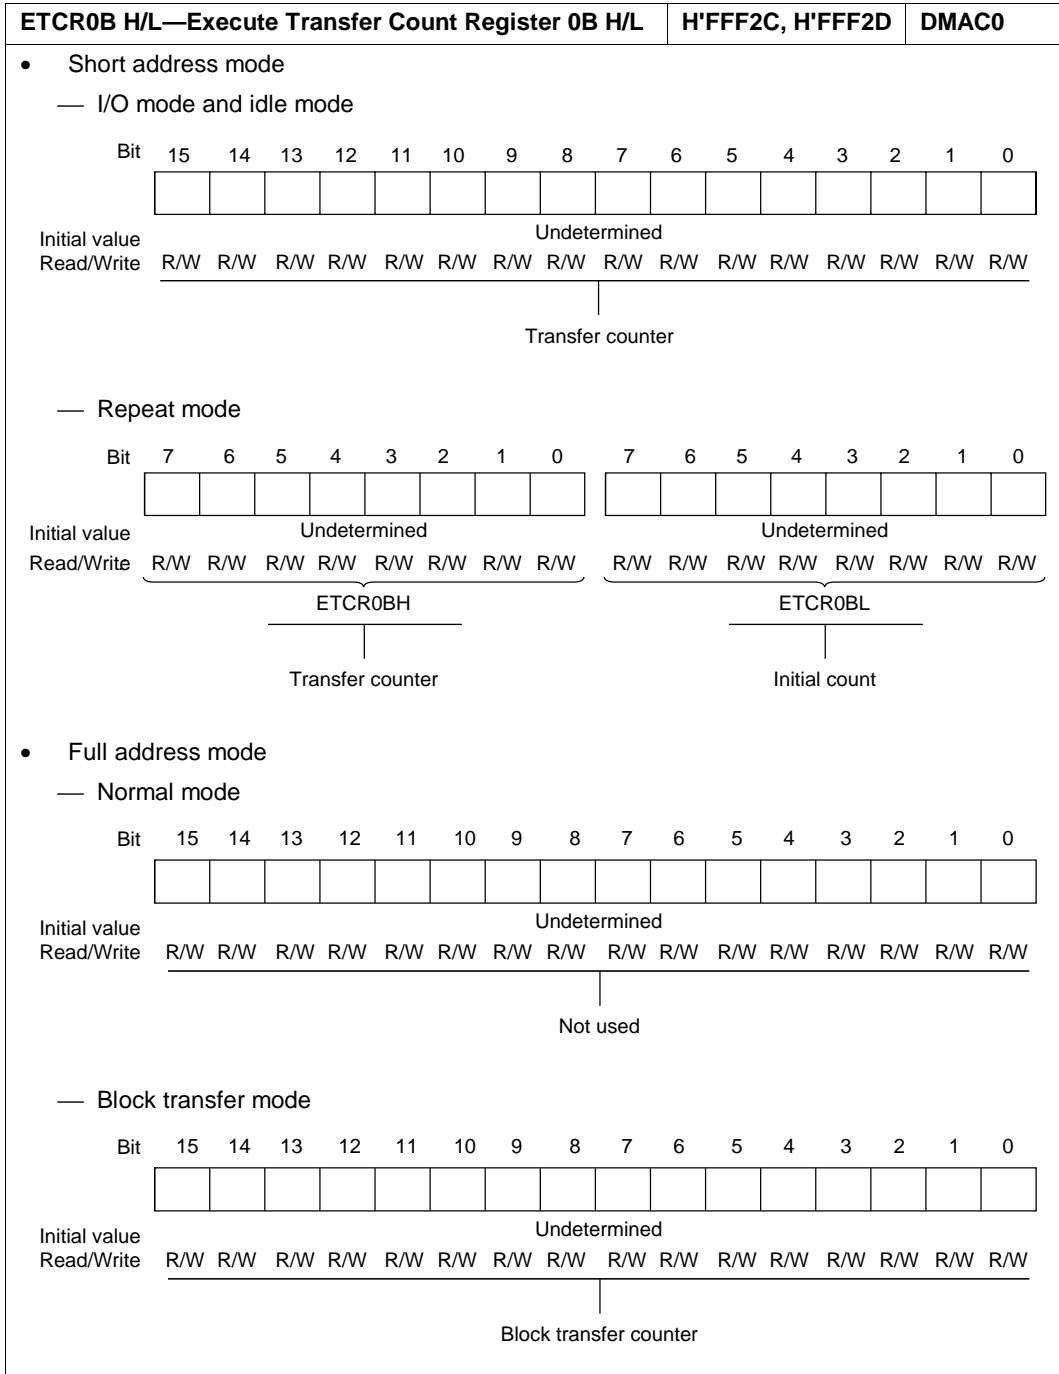 ETCR0B H/L—Execute Transfer Count Register 0B H/L H'FFF2C, H'FFF2D DMAC0
• Short address mode
— I/O mode and idle mode
Bit 15 14 13 12 11 10 9 8 7 6 5 4 3 2 1 0
Undetermined
Initial value
Read/Write R/W R/W R/W R/W R/W R/W R/W R/W R/W R/W R/W R/W R/W R/W R/W R/W
Transfer counter
— Repeat mode
Bit 7 6 5 4 3 2 1 0 7 6 5 4 3 2 1 0
Initial value Undetermined Undetermined
Read/Write R/W R/W R/W R/W R/W R/W R/W R/W R/W R/W R/W R/W R/W R/W R/W R/W
ETCR0BH ETCR0BL
Transfer counter Initial count
• Full address mode
— Normal mode
Bit 15 14 13 12 11 10 9 8 7 6 5 4 3 2 1 0
Undetermined
Initial value
Read/Write R/W R/W R/W R/W R/W R/W R/W R/W R/W R/W R/W R/W R/W R/W R/W R/W
Not used
— Block transfer mode
Bit 15 14 13 12 11 10 9 8 7 6 5 4 3 2 1 0
Undetermined
Initial value
Read/Write R/W R/W R/W R/W R/W R/W R/W R/W R/W R/W R/W R/W R/W R/W R/W R/W
Block transfer counter